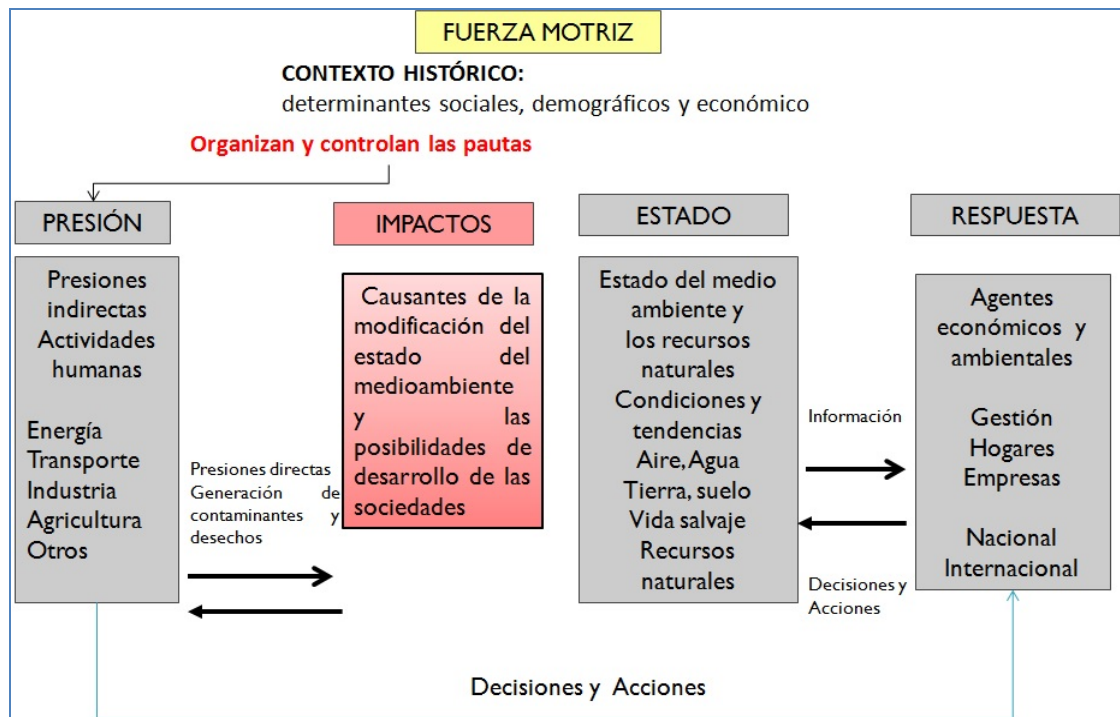 FUERZA MOTRIZ
CONTEXTO HISTÓRICO:
determinantes sociales, demográficos y económico
Organizan y controlan las pautas
PRESIÓN
Presiones
indirectas
Actividades
humanas
Energía
Transporte
Industria
Agricultura
Otros
Presiones directas
Generación de
contaminantes y
desechos
IMPACTOS
Causantes de la
modificación del
estado del
medioambiente
y las
posibilidades de
desarrollo de las
sociedades
ESTADO
Estado del medio
ambiente y
los recursos
naturales
Condiciones y
tendencias
Aire, Agua
Tierra, suelo
Vida salvaje
Recursos
naturales
Información
Decisiones y
Acciones
RESPUESTA
Agentes
económicos y
ambientales
Gestión
Hogares
Empresas
Nacional
Internacional
Decisiones y Acciones